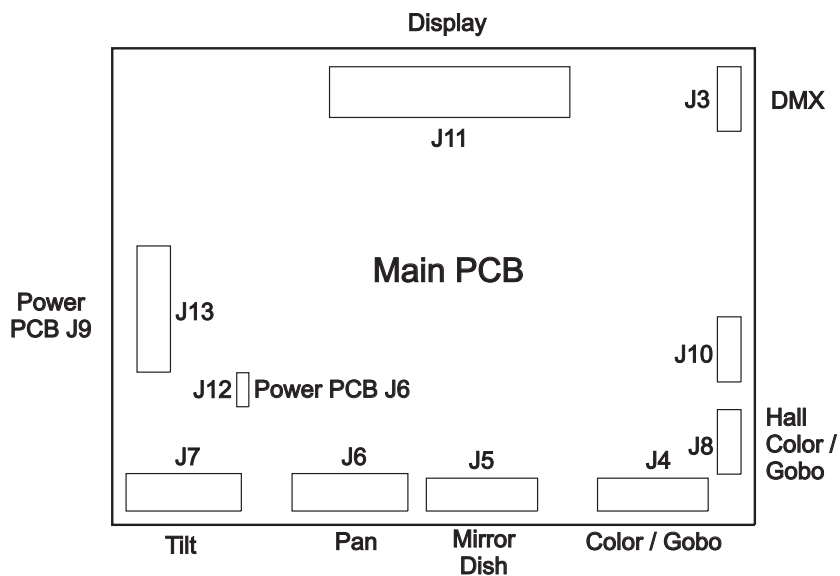 Display
J3
DMX
J11
Main PCB
Power
PCB J9
J13
J10
J12
Power PCB J6
Hall
Color /
Gobo
J8
J7
J6
J5
J4
Tilt
Pan
Mirror
Dish
Color / Gobo